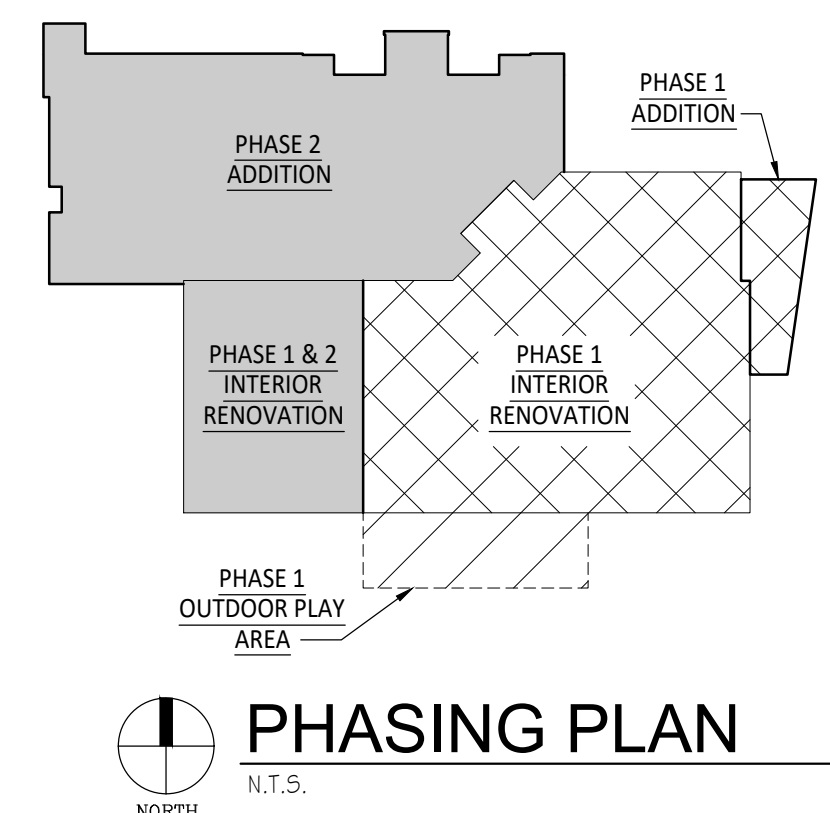 PHASE 1
ADDITION
PHASE 2
ADDITION
PHASE 1 & 2
INTERIOR
RENOVATION
PHASE 1
INTERIOR
RENOVATION
PHASE 1
OUTDOOR PLAY
AREA
PHASING PLAN
N.T.S.
NORTH